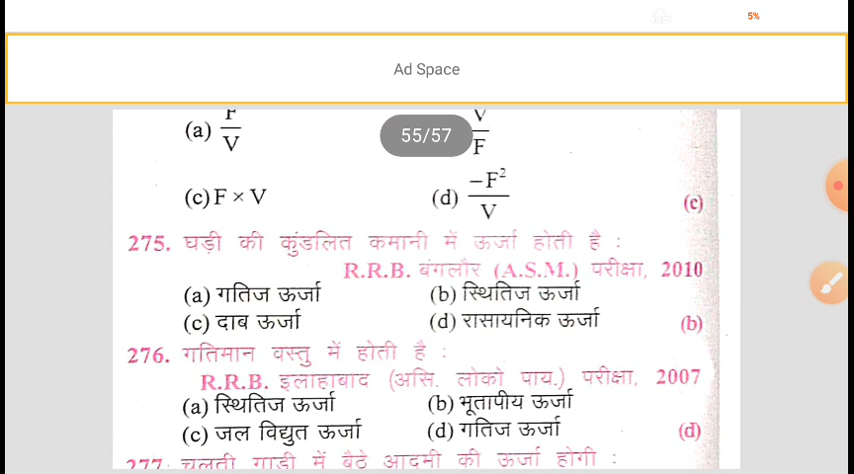 5%
Ad Space
(a) F/V V/F
55/57
(c) F × V (d) −F²/V (c)
275. घड़ी की कुंडलित कमानी में ऊर्जा होती है :
R.R.B. बंगलौर (A.S.M.) परीक्षा, 2010
(a) गतिज ऊर्जा (b) स्थितिज ऊर्जा
(c) दाब ऊर्जा (d) रासायनिक ऊर्जा (b)
276. गतिमान वस्तु में होती है :
R.R.B. इलाहाबाद (असि. लोको पाय.) परीक्षा, 2007
(a) स्थितिज ऊर्जा (b) भूतापीय ऊर्जा
(c) जल विद्युत ऊर्जा (d) गतिज ऊर्जा (d)
277. चलती गाड़ी में बैठे आदमी की ऊर्जा होगी :